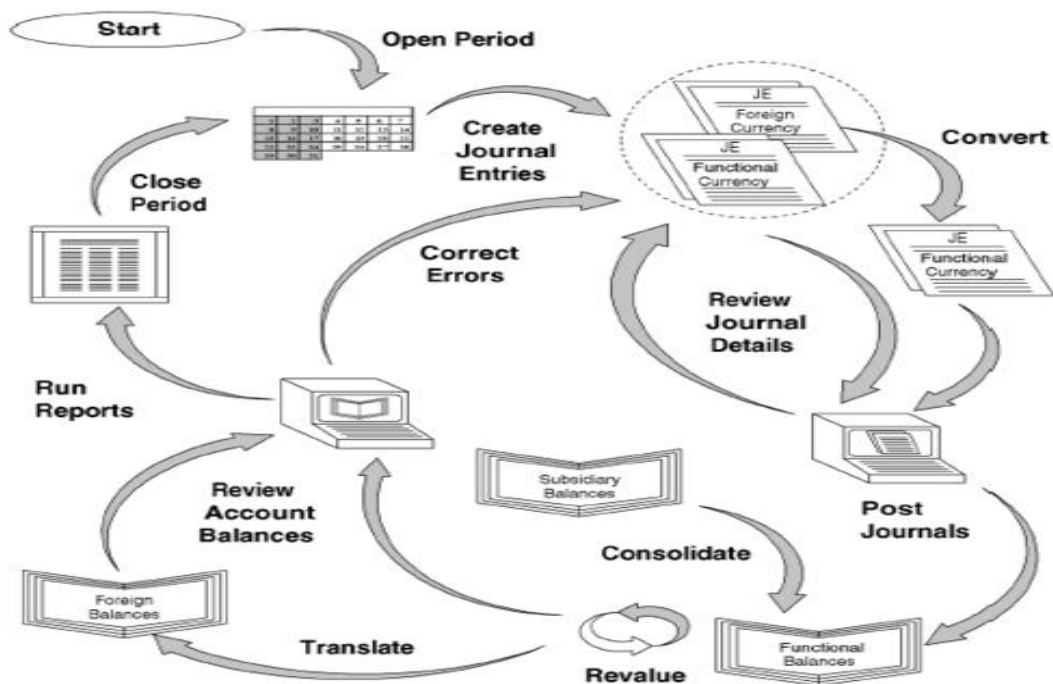 Start
Open Period
Create
Journal
Entries
JE
Foreign
Currency
JE
Functional
Currency
Convert
Close
Period
Correct
Errors
JE
Functional
Currency
Review
Journal
Details
Run
Reports
Review
Account
Balances
Subsidiary
Balances
Post
Journals
Consolidate
Foreign
Balances
Translate
Revalue
Functional
Balances